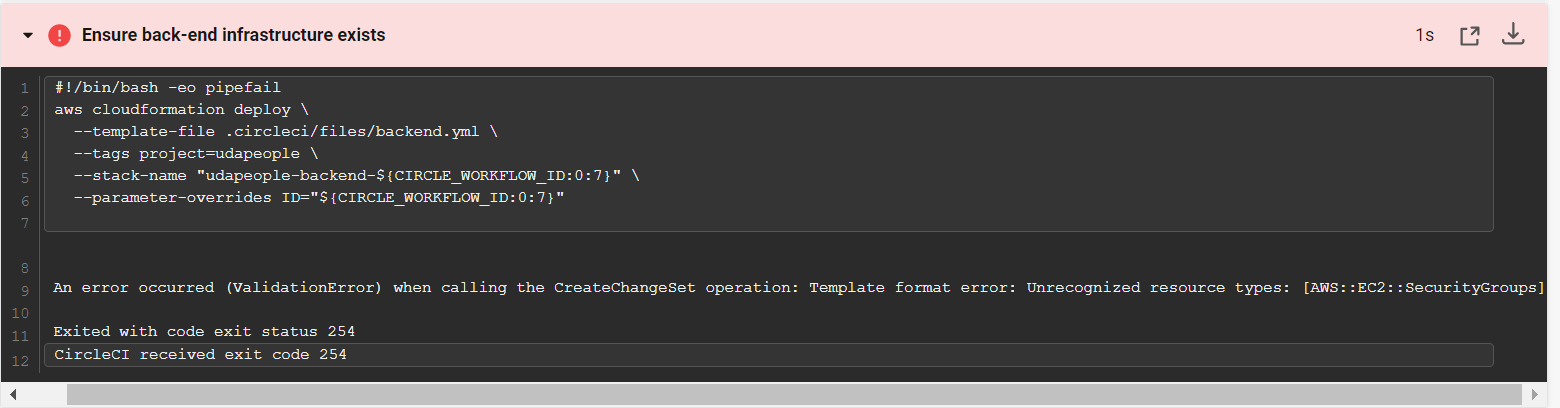 Ensure back-end infrastructure exists
1s
1 #!/bin/bash -eo pipefail
2 aws cloudformation deploy \
3   --template-file .circleci/files/backend.yml \
4   --tags project=udapeople \
5   --stack-name "udapeople-backend-${CIRCLE_WORKFLOW_ID:0:7}" \
6   --parameter-overrides ID="${CIRCLE_WORKFLOW_ID:0:7}"
7
8
9 An error occurred (ValidationError) when calling the CreateChangeSet operation: Template format error: Unrecognized resource types: [AWS::EC2::SecurityGroups]
10
11 Exited with code exit status 254
12 CircleCI received exit code 254